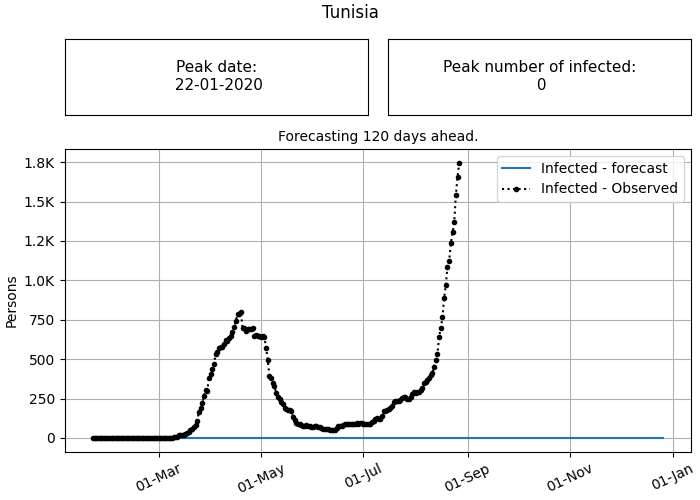 Tunisia
Peak date:
22-01-2020
Peak number of infected:
0
Forecasting 120 days ahead.
Infected - forecast
Infected - Observed
1.8K
1.5K
1.2K
1.0K
750
500
250
0
Persons
01-Mar
01-May
01-Jul
01-Sep
01-Nov
01-Jan